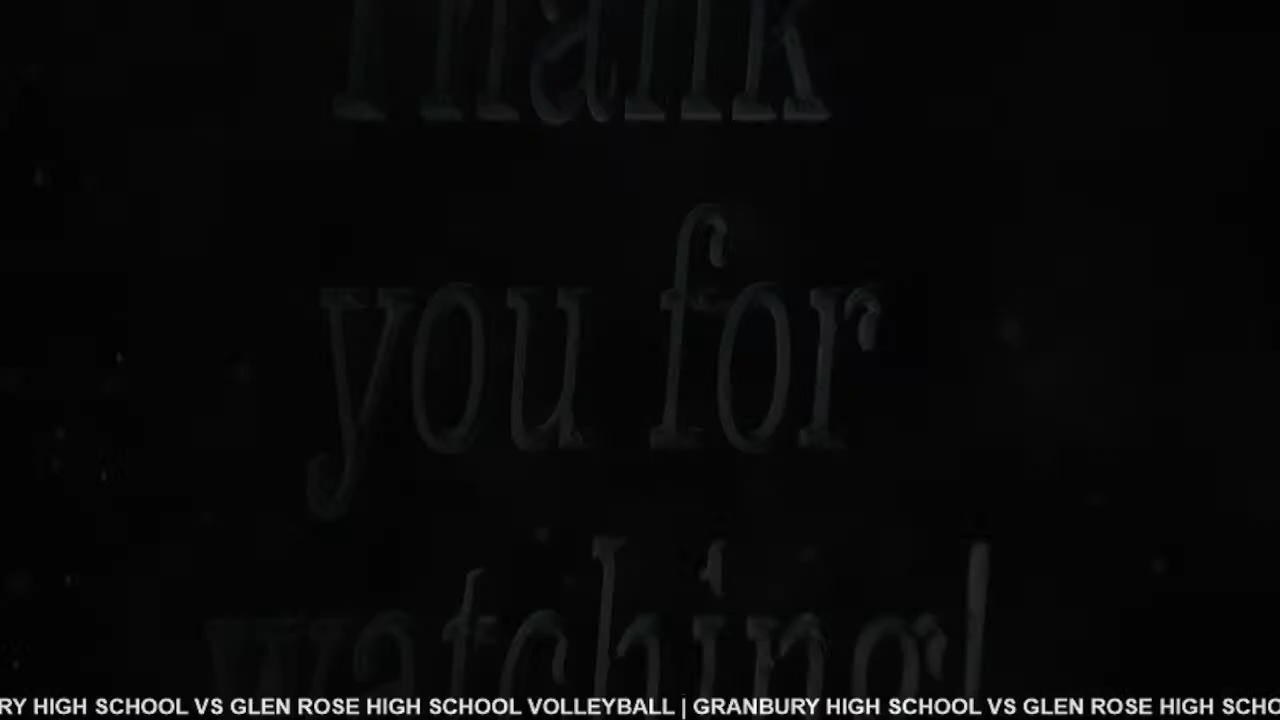 Thank
you for
watching!
RY HIGH SCHOOL VS GLEN ROSE HIGH SCHOOL VOLLEYBALL | GRANBURY HIGH SCHOOL VS GLEN ROSE HIGH SCHO